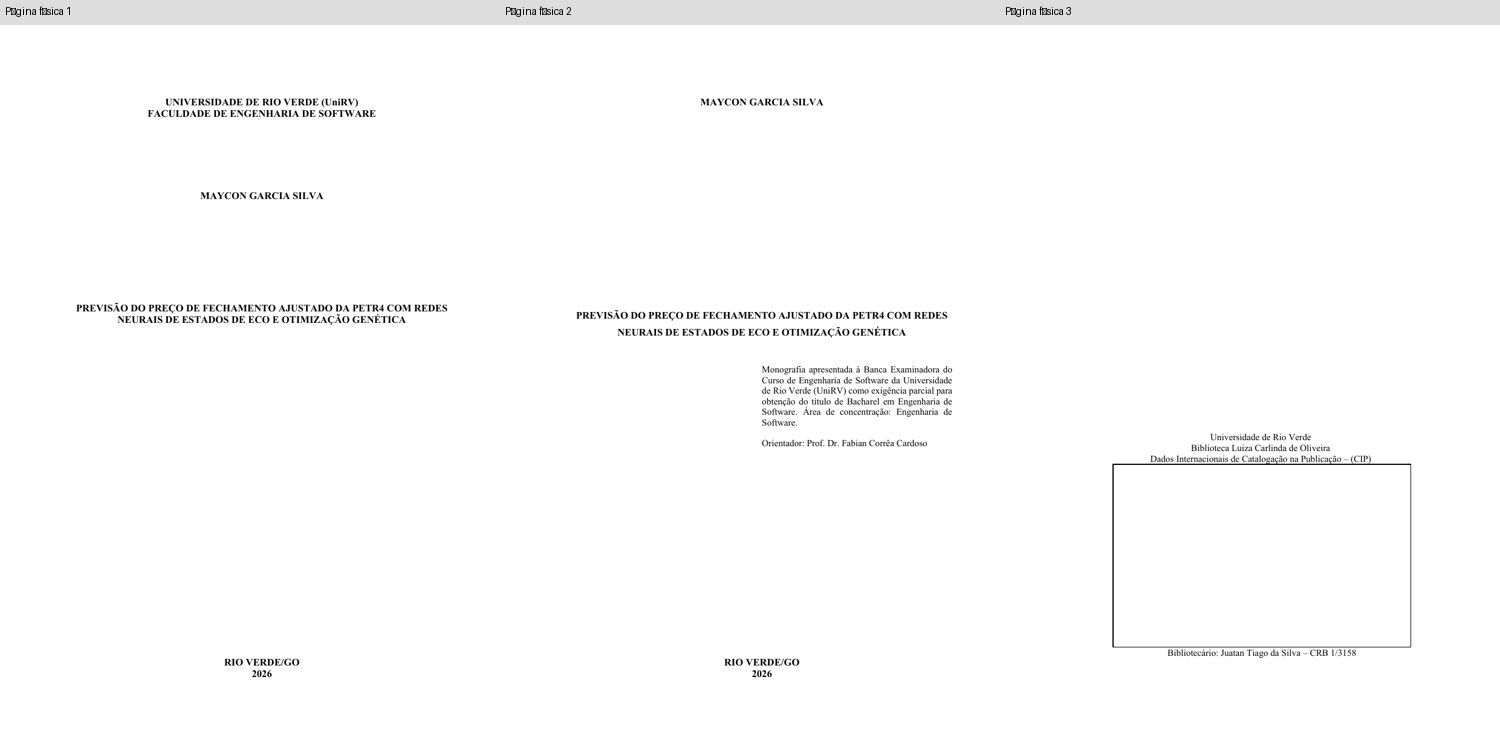 Página física 1
UNIVERSIDADE DE RIO VERDE (UniRV)
FACULDADE DE ENGENHARIA DE SOFTWARE
MAYCON GARCIA SILVA
PREVISÃO DO PREÇO DE FECHAMENTO AJUSTADO DA PETR4 COM REDES
NEURAIS DE ESTADOS DE ECO E OTIMIZAÇÃO GENÉTICA
RIO VERDE/GO
2026
Página física 2
MAYCON GARCIA SILVA
PREVISÃO DO PREÇO DE FECHAMENTO AJUSTADO DA PETR4 COM REDES
NEURAIS DE ESTADOS DE ECO E OTIMIZAÇÃO GENÉTICA
Monografia apresentada à Banca Examinadora do
Curso de Engenharia de Software da Universidade
de Rio Verde (UniRV) como exigência parcial para
obtenção do título de Bacharel em Engenharia de
Software. Área de concentração: Engenharia de
Software.
Orientador: Prof. Dr. Fabian Corrêa Cardoso
RIO VERDE/GO
2026
Página física 3
Universidade de Rio Verde
Biblioteca Luiza Carlinda de Oliveira
Dados Internacionais de Catalogação na Publicação – (CIP)
Bibliotecário: Juatan Tiago da Silva – CRB 1/3158